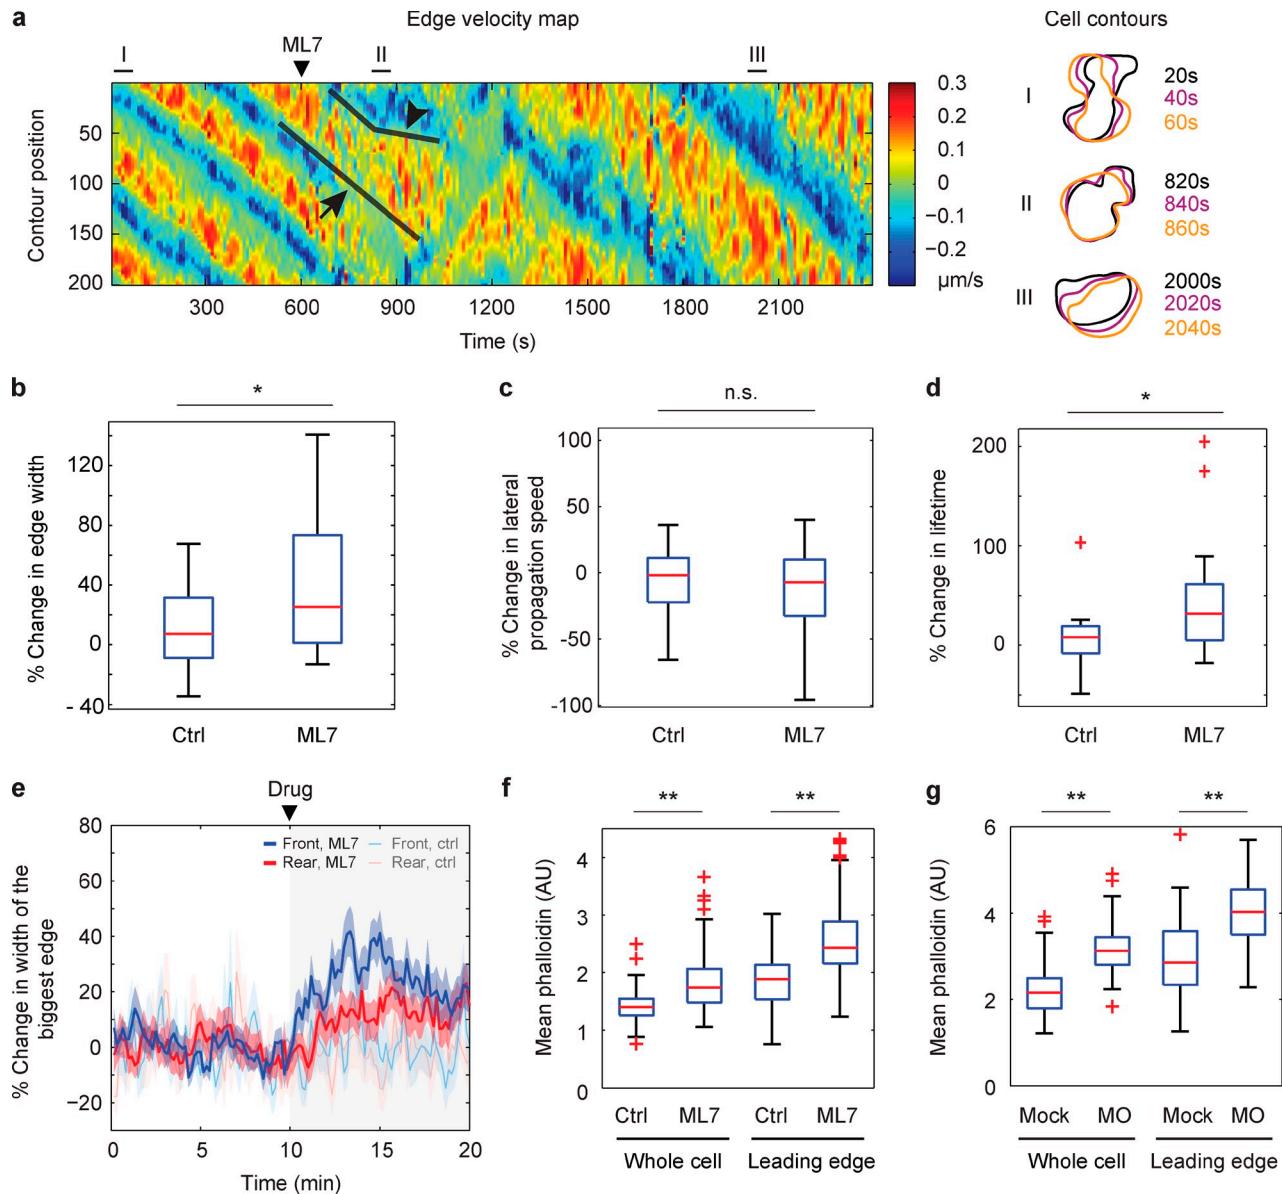 a
Edge velocity map
Cell contours
I
ML7
II
III
Contour position
50
100
150
200
300
600
900
1200
1500
1800
2100
Time (s)
0.3
0.2
0.1
0
−0.1
−0.2
μm/s
I
20s
40s
60s
II
820s
840s
860s
III
2000s
2020s
2040s
b
*
% Change in edge width
120
80
40
0
- 40
Ctrl
ML7
c
n.s.
% Change in lateral
propagation speed
100
50
0
-50
-100
Ctrl
ML7
d
*
% Change in lifetime
200
100
0
Ctrl
ML7
e
Drug
% Change in width of the
biggest edge
80
60
40
20
0
−20
Front, ML7
Front, ctrl
Rear, ML7
Rear, ctrl
0
5
10
15
20
Time (min)
f
**
**
Mean phalloidin (AU)
4
3
2
1
0
Ctrl
ML7
Ctrl
ML7
Whole cell
Leading edge
g
**
**
Mean phalloidin (AU)
6
4
2
0
Mock
MO
Mock
MO
Whole cell
Leading edge